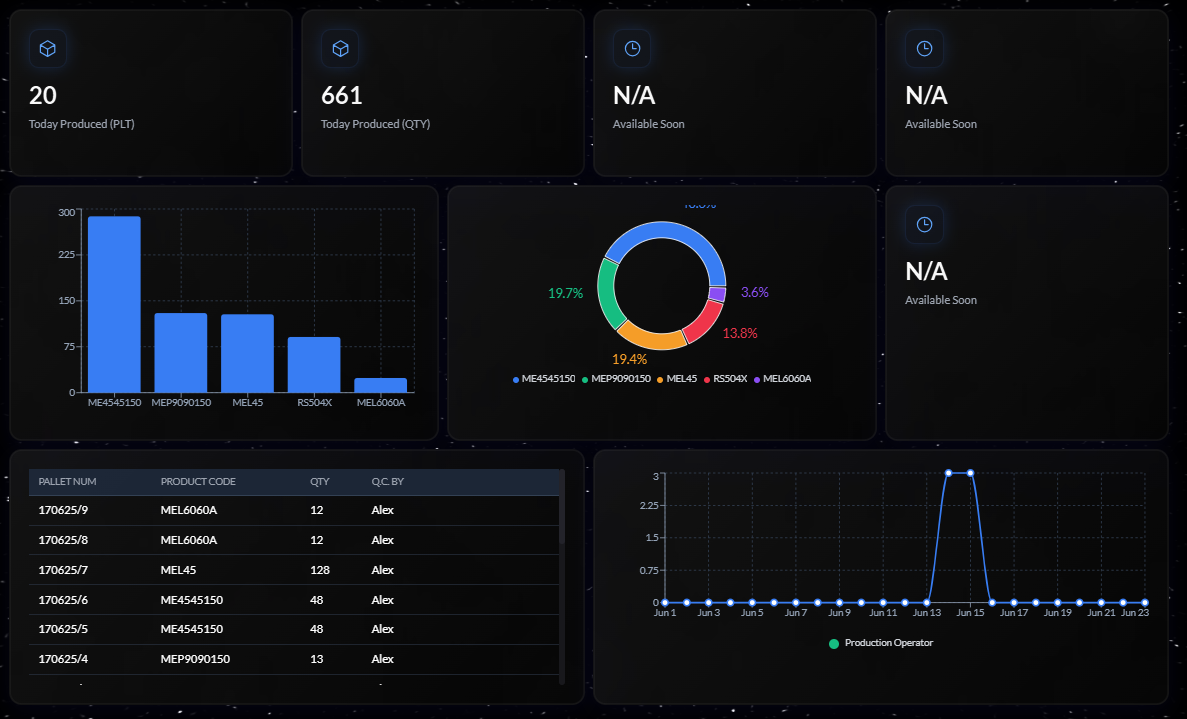 20
Today Produced (PLT)
661
Today Produced (QTY)
N/A
Available Soon
N/A
Available Soon
300
225
150
75
0
ME4545150 MEP9090150 MEL45 RS504X MEL6060A
19.7%
3.6%
13.8%
19.4%
ME4545150 MEP9090150 MEL45 RS504X MEL6060A
N/A
Available Soon
PALLET NUM PRODUCT CODE QTY Q.C. BY
170625/9 MEL6060A 12 Alex
170625/8 MEL6060A 12 Alex
170625/7 MEL45 128 Alex
170625/6 ME4545150 48 Alex
170625/5 ME4545150 48 Alex
170625/4 MEP9090150 13 Alex
3
2.25
1.5
0.75
0
Jun 1 Jun 3 Jun 5 Jun 7 Jun 9 Jun 11 Jun 13 Jun 15 Jun 17 Jun 19 Jun 21 Jun 23
Production Operator